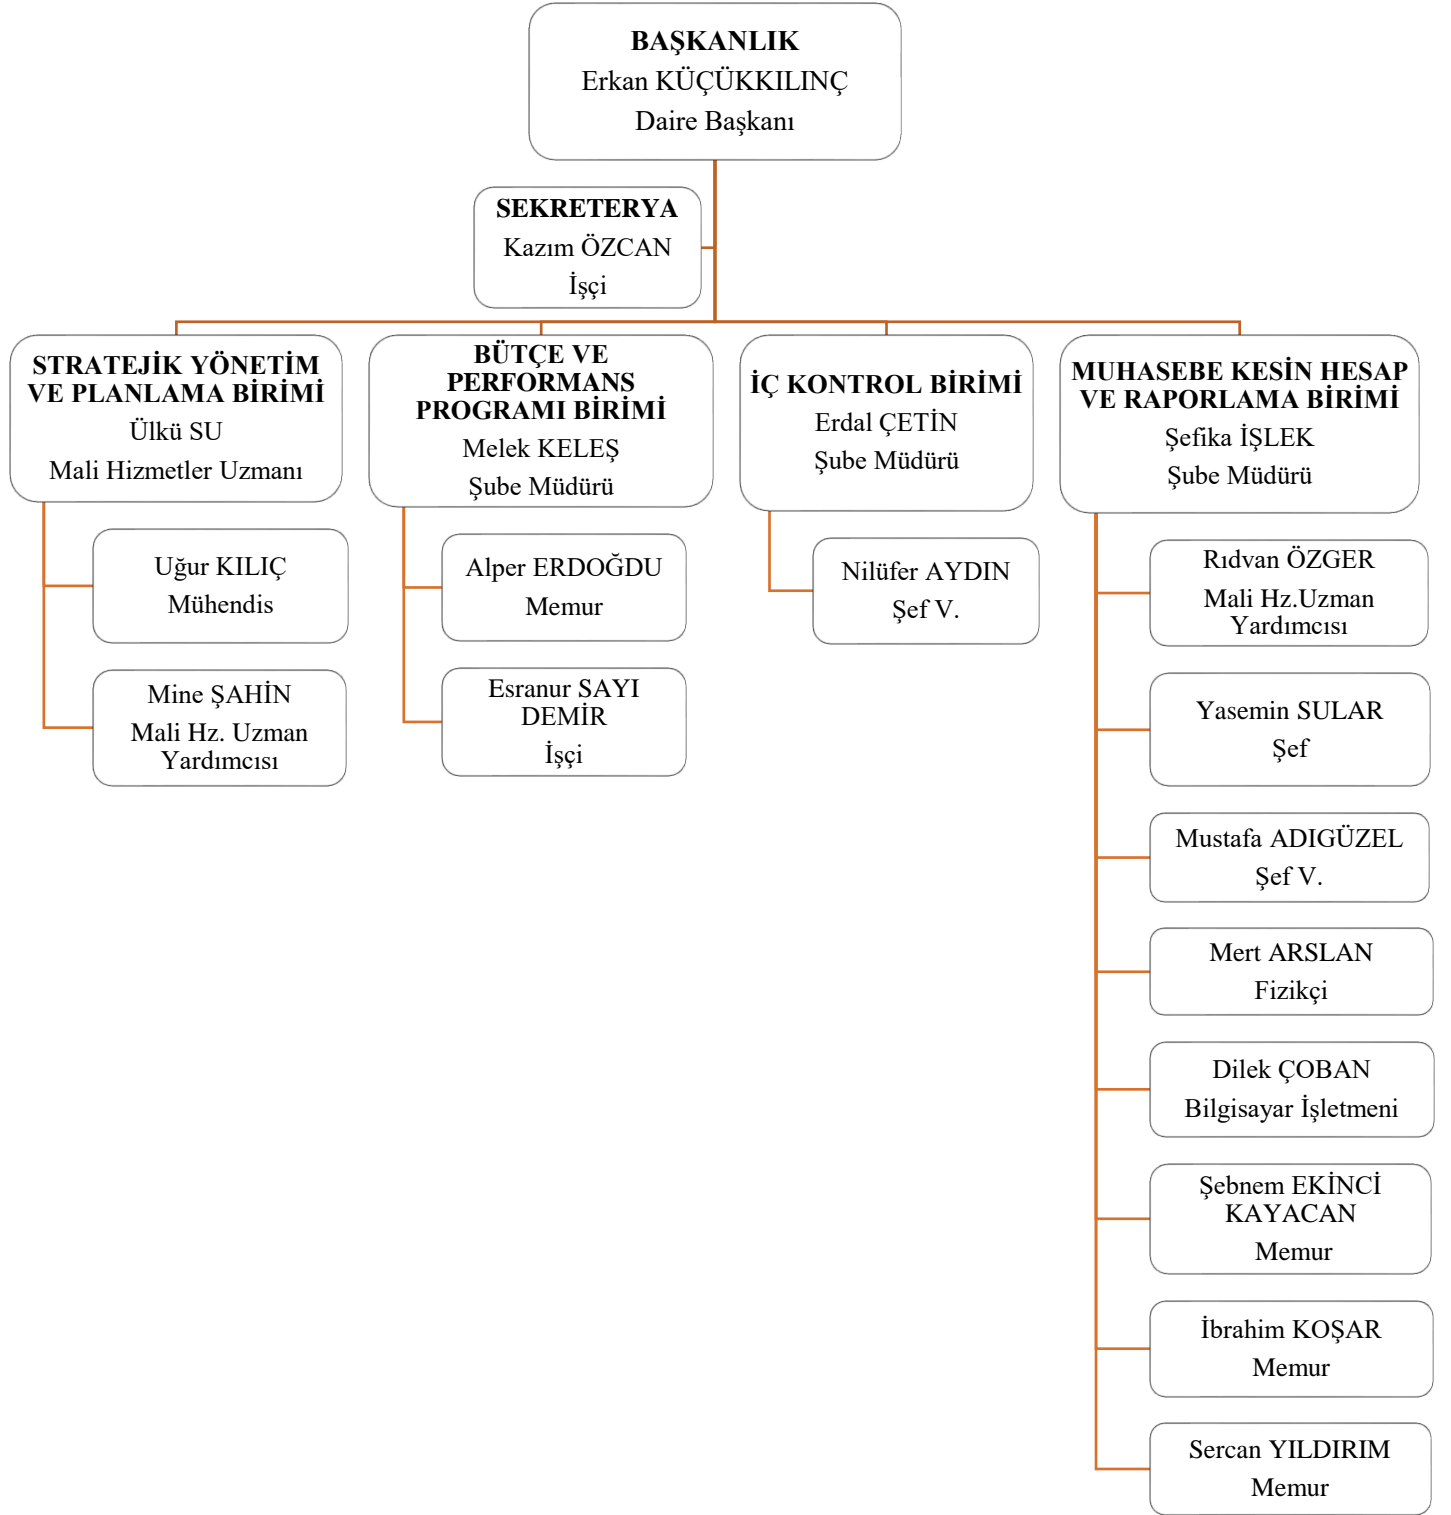 BAŞKANLIK
Erkan KÜÇÜKKILINÇ
Daire Başkanı
SEKRETERYA
Kazım ÖZCAN
İşçi
STRATEJİK YÖNETİM
VE PLANLAMA BİRİMİ
Ülkü SU
Mali Hizmetler Uzmanı
Uğur KILIÇ
Mühendis
Mine ŞAHİN
Mali Hz. Uzman
Yardımcısı
BÜTÇE VE
PERFORMANS
PROGRAMI BİRİMİ
Melek KELEŞ
Şube Müdürü
Alper ERDOĞDU
Memur
Esranur SAYI
DEMİR
İşçi
İÇ KONTROL BİRİMİ
Erdal ÇETİN
Şube Müdürü
Nilüfer AYDIN
Şef V.
MUHASEBE KESİN HESAP
VE RAPORLAMA BİRİMİ
Şefika İŞLEK
Şube Müdürü
Rıdvan ÖZGER
Mali Hz.Uzman
Yardımcısı
Yasemin SULAR
Şef
Mustafa ADIGÜZEL
Şef V.
Mert ARSLAN
Fizikçi
Dilek ÇOBAN
Bilgisayar İşletmeni
Şebnem EKİNCİ
KAYACAN
Memur
İbrahim KOŞAR
Memur
Sercan YILDIRIM
Memur